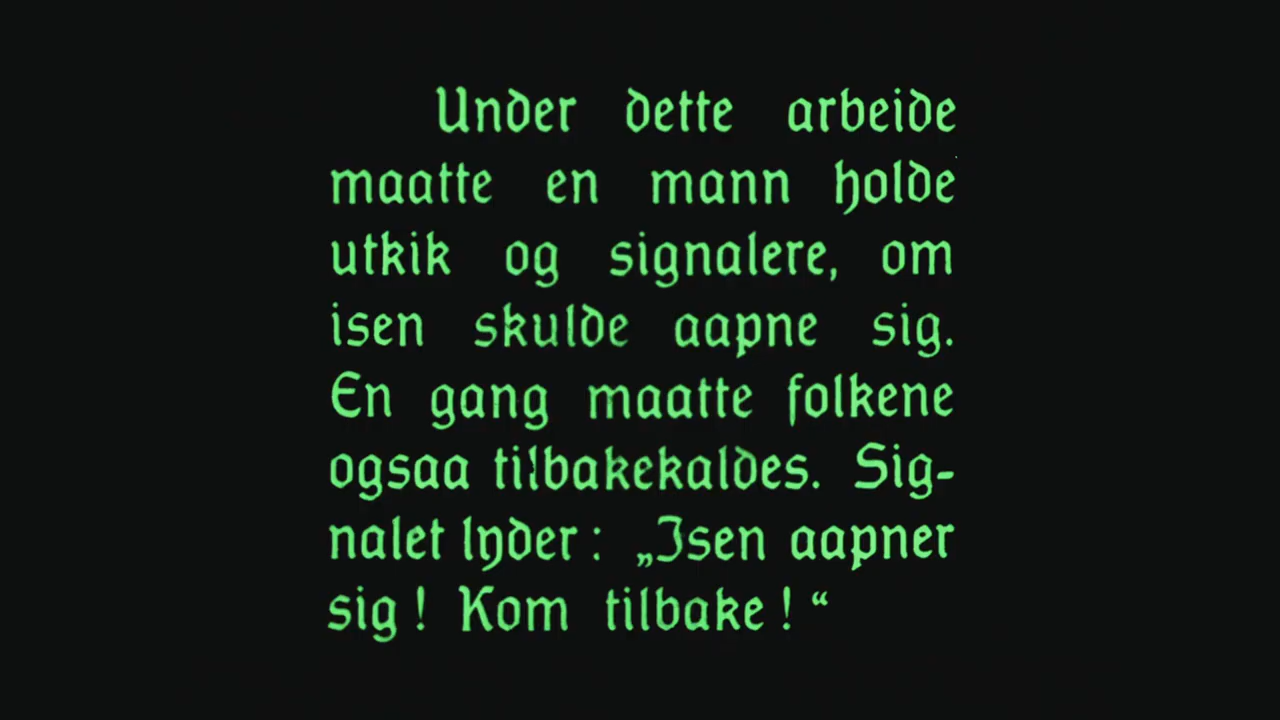 Under dette arbeide
maatte en mann holde
utkik og signalere, om
isen skulde aapne sig.
En gang maatte folkene
ogsaa tilbakekaldes. Sig-
nalet lyder: „Isen aapner
sig! Kom tilbake!“